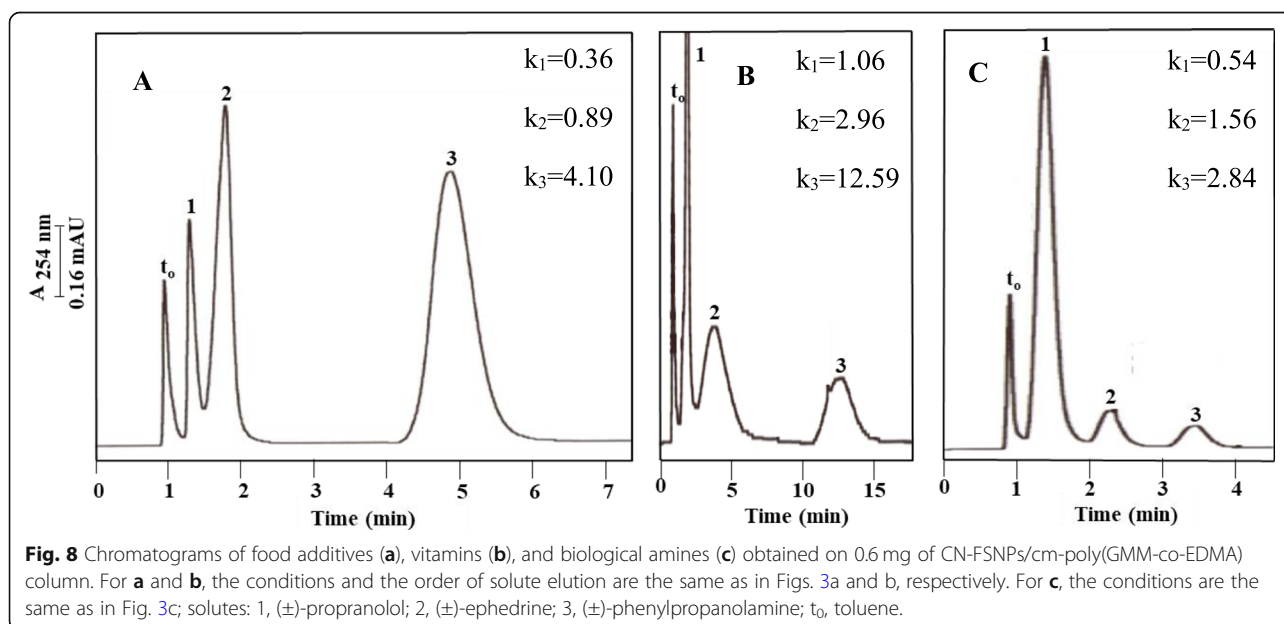 A
k₁=0.36
k₂=0.89
k₃=4.10
tₒ
1
2
3
A 254 nm
0.16 mAU
0 1 2 3 4 5 6 7
Time (min)
B
k₁=1.06
k₂=2.96
k₃=12.59
tₒ
1
2
3
0 5 10 15
Time (min)
C
k₁=0.54
k₂=1.56
k₃=2.84
tₒ
1
2
3
0 1 2 3 4
Time (min)
Fig. 8 Chromatograms of food additives (a), vitamins (b), and biological amines (c) obtained on 0.6 mg of CN-FSNPs/cm-poly(GMM-co-EDMA)
column. For a and b, the conditions and the order of solute elution are the same as in Figs. 3a and b, respectively. For c, the conditions are the
same as in Fig. 3c; solutes: 1, (±)-propranolol; 2, (±)-ephedrine; 3, (±)-phenylpropanolamine; t₀, toluene.